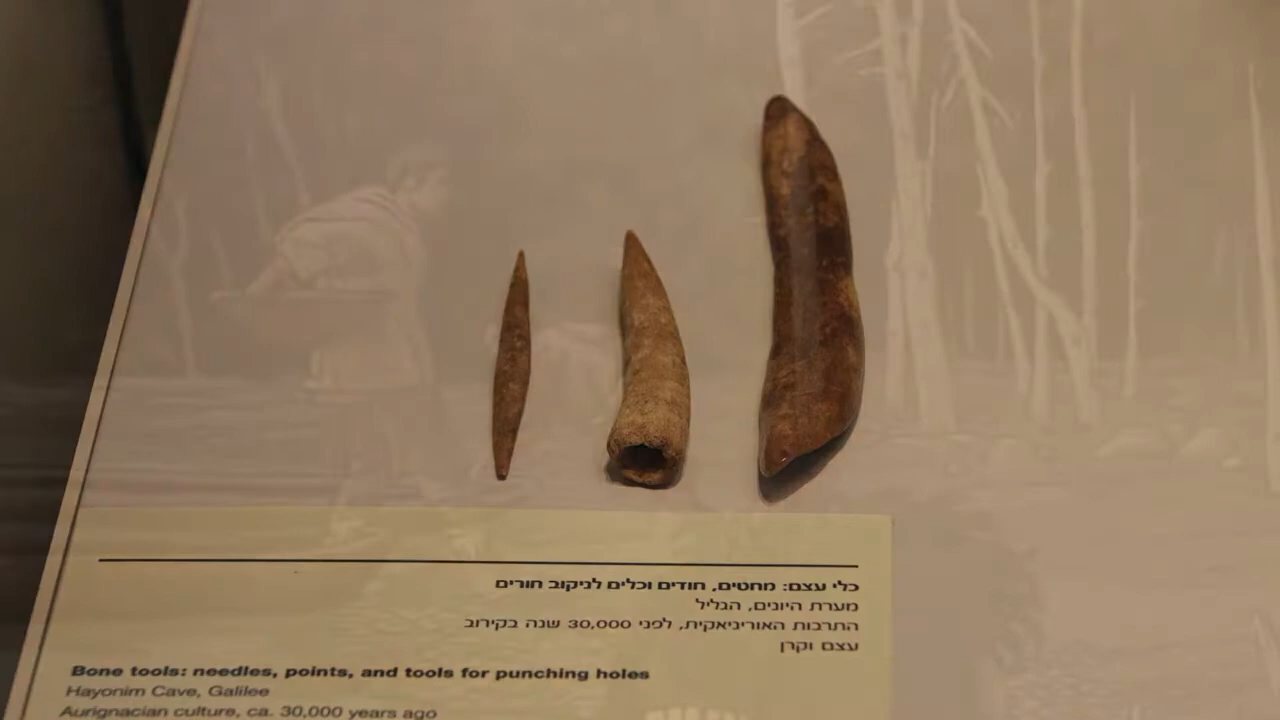 כלי עצם: מחטים, חודים וכלים לניקוב חורים
מערת היונים, הגליל
התרבות האוריניאקית, לפני 30,000 שנה בקירוב
עצם וקרן
Bone tools: needles, points, and tools for punching holes
Hayonim Cave, Galilee
Aurignacian culture, ca. 30,000 years ago